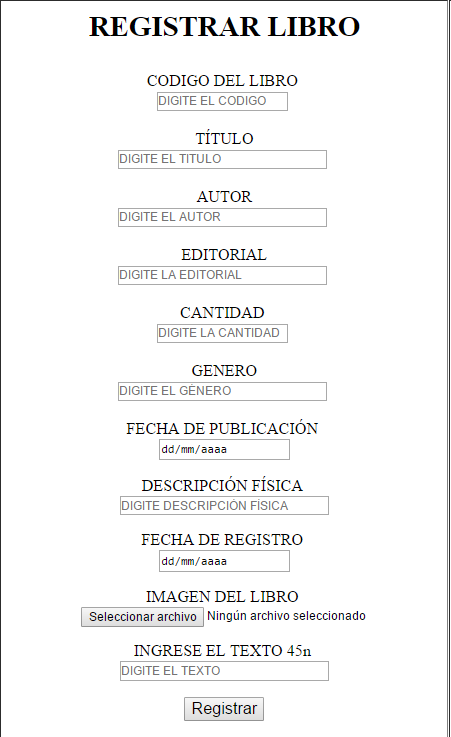 REGISTRAR LIBRO
CODIGO DEL LIBRO
DIGITE EL CODIGO
TÍTULO
DIGITE EL TITULO
AUTOR
DIGITE EL AUTOR
EDITORIAL
DIGITE LA EDITORIAL
CANTIDAD
DIGITE LA CANTIDAD
GENERO
DIGITE EL GÉNERO
FECHA DE PUBLICACIÓN
dd/mm/aaaa
DESCRIPCIÓN FÍSICA
DIGITE DESCRIPCIÓN FÍSICA
FECHA DE REGISTRO
dd/mm/aaaa
IMAGEN DEL LIBRO
Seleccionar archivo Ningún archivo seleccionado
INGRESE EL TEXTO 45n
DIGITE EL TEXTO
Registrar